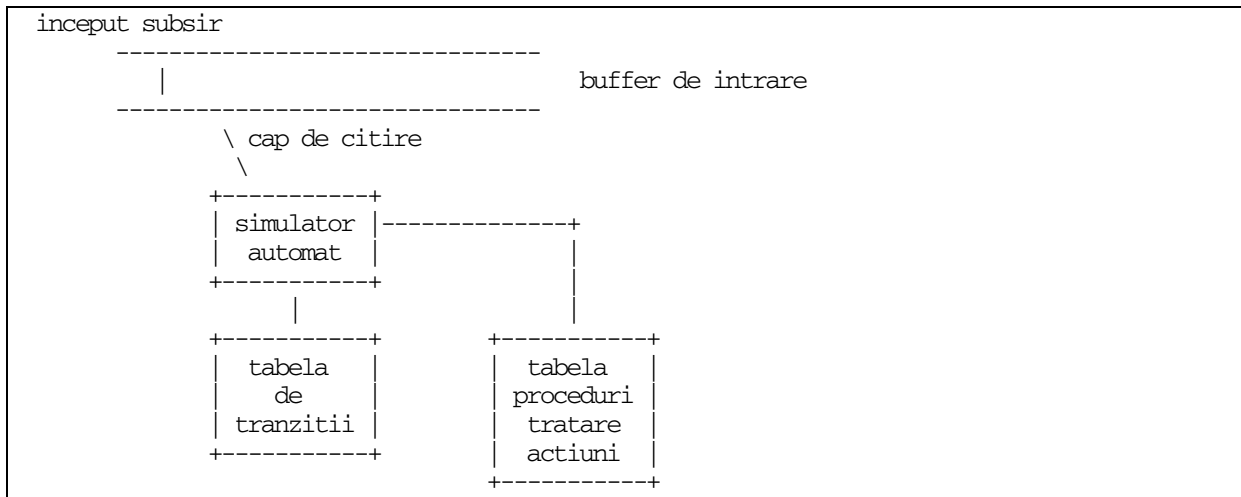 inceput subsir
buffer de intrare
\ cap de citire
simulator
automat
tabela
de
tranzitii
tabela
proceduri
tratare
actiuni